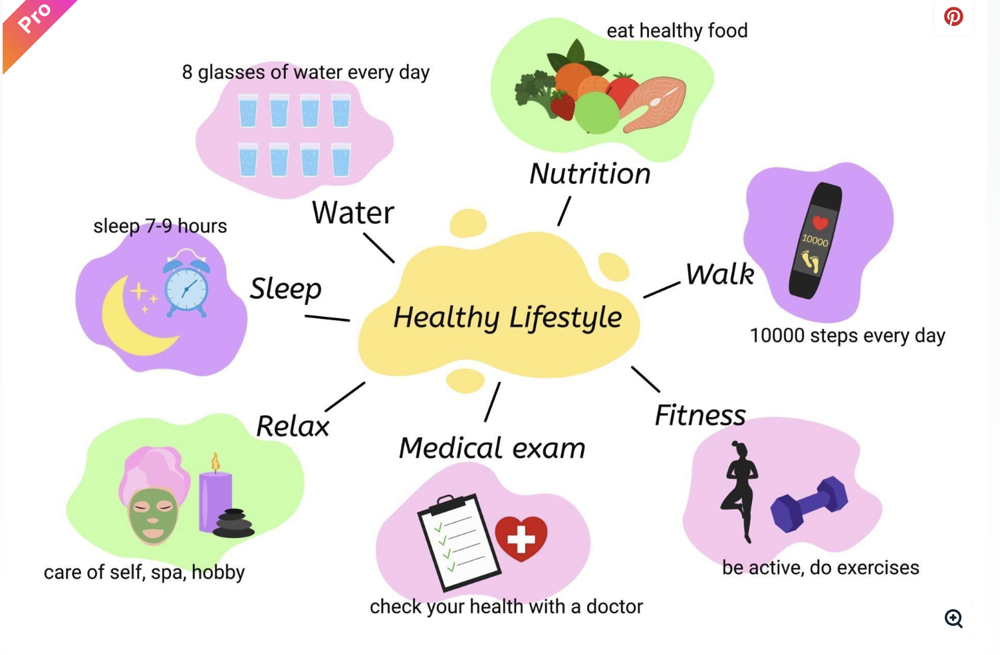 Pro
eat healthy food
8 glasses of water every day
Nutrition
Water
sleep 7-9 hours
10000
Walk
Sleep
Healthy Lifestyle
10000 steps every day
Fitness
Relax
Medical exam
be active, do exercises
care of self, spa, hobby
check your health with a doctor